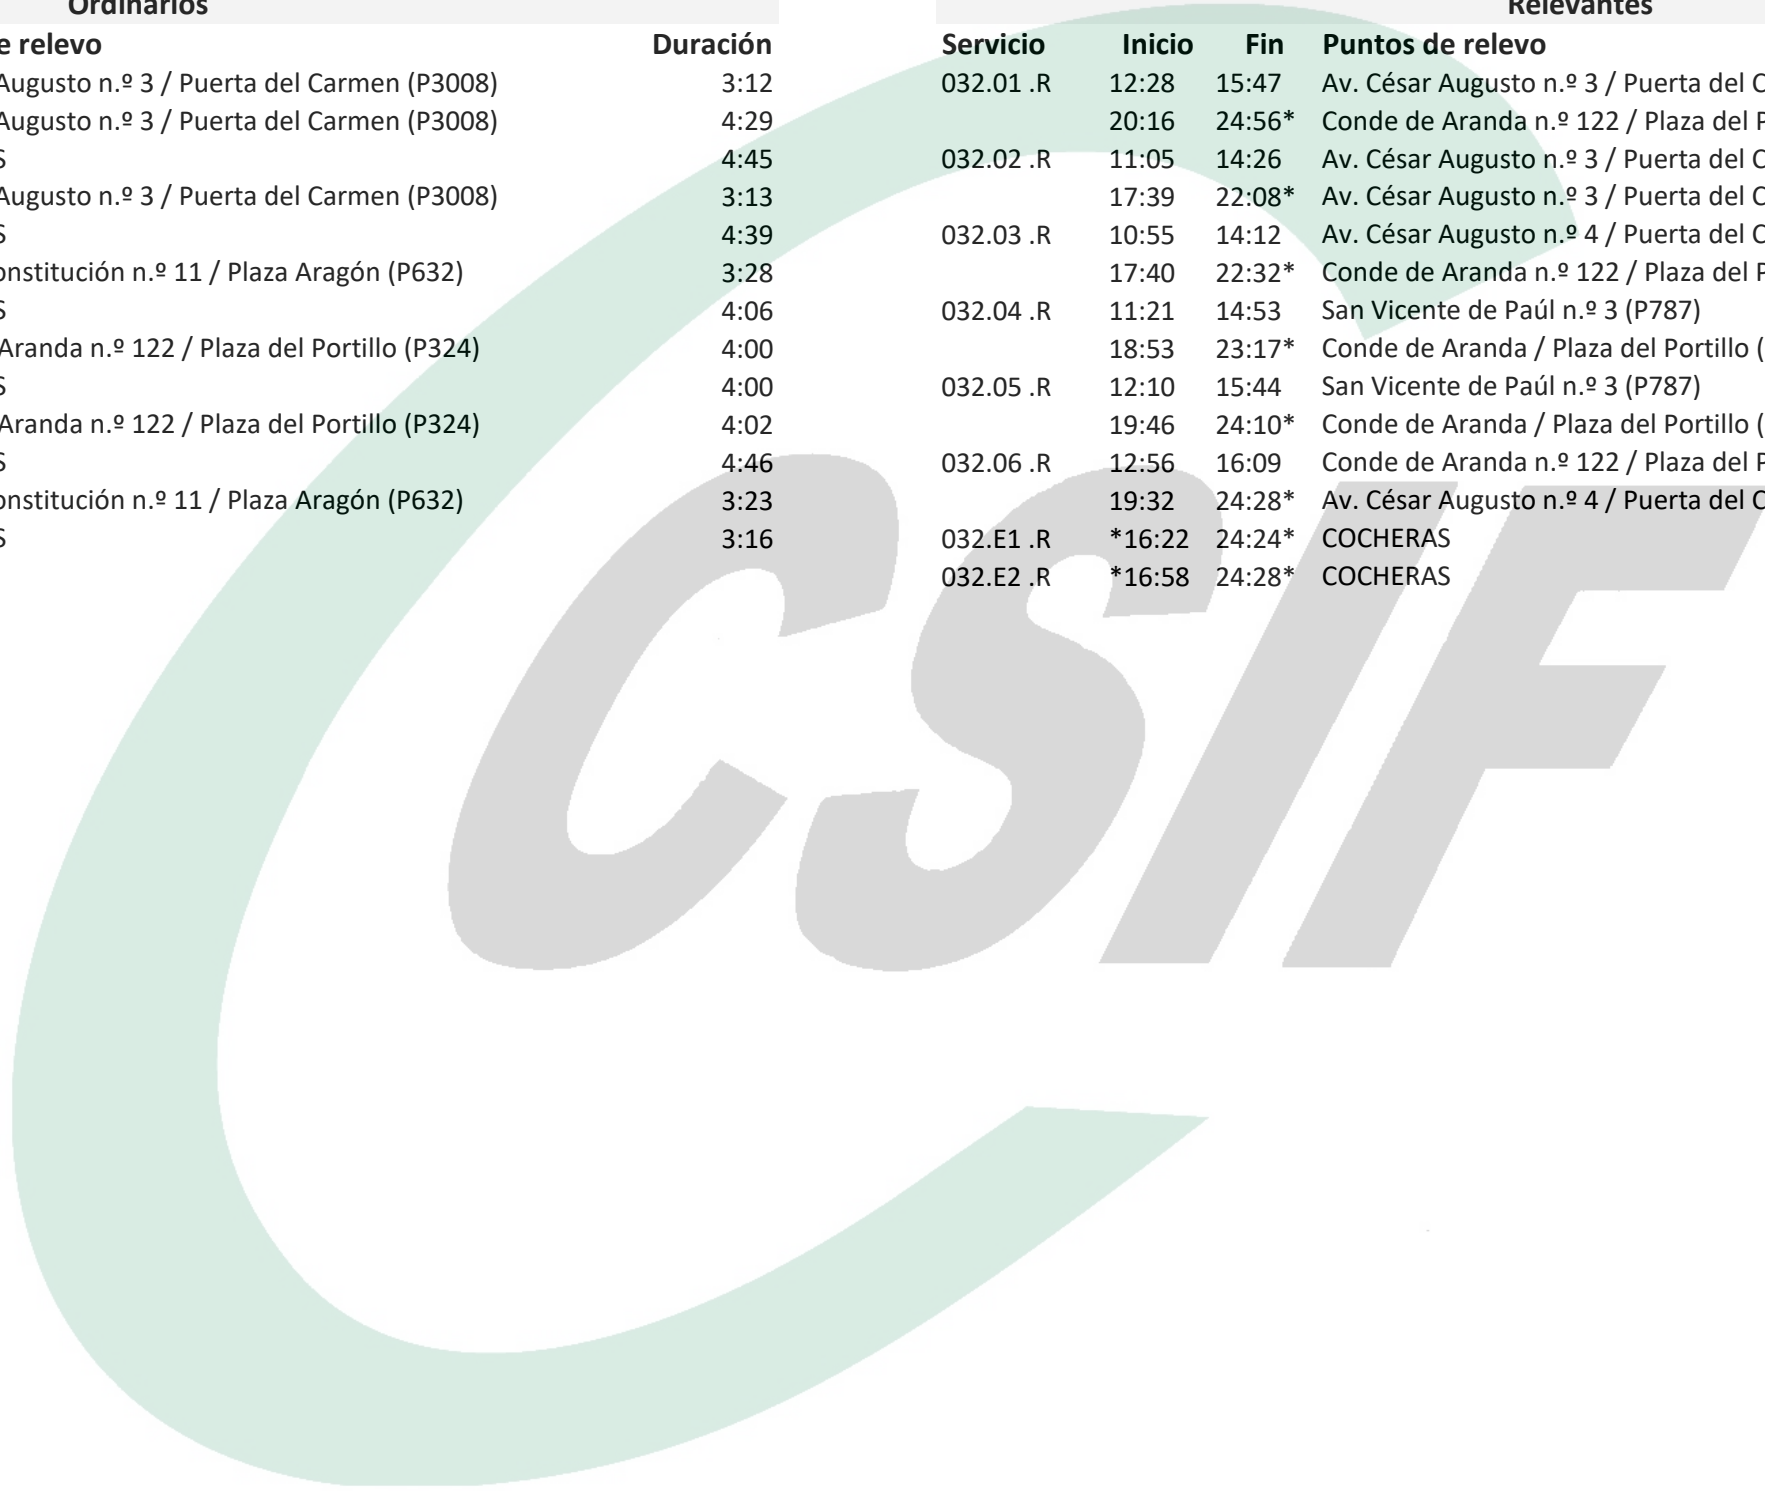 Ordinarios Relevantes
e relevo Duración Servicio Inicio Fin Puntos de relevo
Augusto n.º 3 / Puerta del Carmen (P3008) 3:12 032.01 .R 12:28 15:47 Av. César Augusto n.º 3 / Puerta del C
Augusto n.º 3 / Puerta del Carmen (P3008) 4:29 20:16 24:56* Conde de Aranda n.º 122 / Plaza del P
S 4:45 032.02 .R 11:05 14:26 Av. César Augusto n.º 3 / Puerta del C
Augusto n.º 3 / Puerta del Carmen (P3008) 3:13 17:39 22:08* Av. César Augusto n.º 3 / Puerta del C
S 4:39 032.03 .R 10:55 14:12 Av. César Augusto n.º 4 / Puerta del C
onstitución n.º 11 / Plaza Aragón (P632) 3:28 17:40 22:32* Conde de Aranda n.º 122 / Plaza del P
S 4:06 032.04 .R 11:21 14:53 San Vicente de Paúl n.º 3 (P787)
Aranda n.º 122 / Plaza del Portillo (P324) 4:00 18:53 23:17* Conde de Aranda / Plaza del Portillo (
S 4:00 032.05 .R 12:10 15:44 San Vicente de Paúl n.º 3 (P787)
Aranda n.º 122 / Plaza del Portillo (P324) 4:02 19:46 24:10* Conde de Aranda / Plaza del Portillo (
S 4:46 032.06 .R 12:56 16:09 Conde de Aranda n.º 122 / Plaza del P
onstitución n.º 11 / Plaza Aragón (P632) 3:23 19:32 24:28* Av. César Augusto n.º 4 / Puerta del C
S 3:16 032.E1 .R *16:22 24:24* COCHERAS
032.E2 .R *16:58 24:28* COCHERAS
CSIF